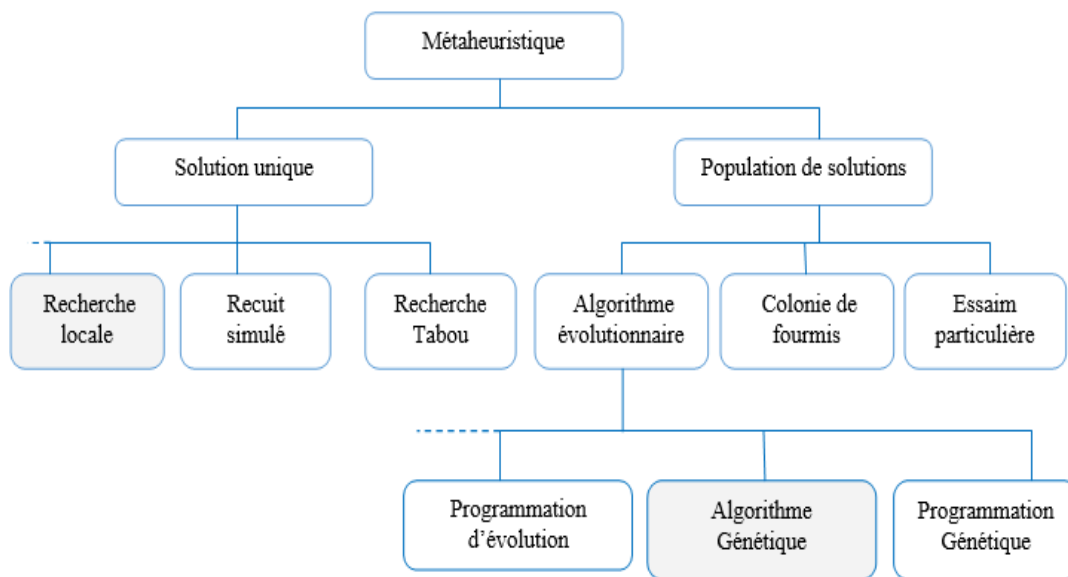 Métaheuristique
Solution unique
Population de solutions
Recherche
locale
Recuit
simulé
Recherche
Tabou
Algorithme
évolutionnaire
Colonie de
fourmis
Essaim
particulière
Programmation
d’évolution
Algorithme
Génétique
Programmation
Génétique